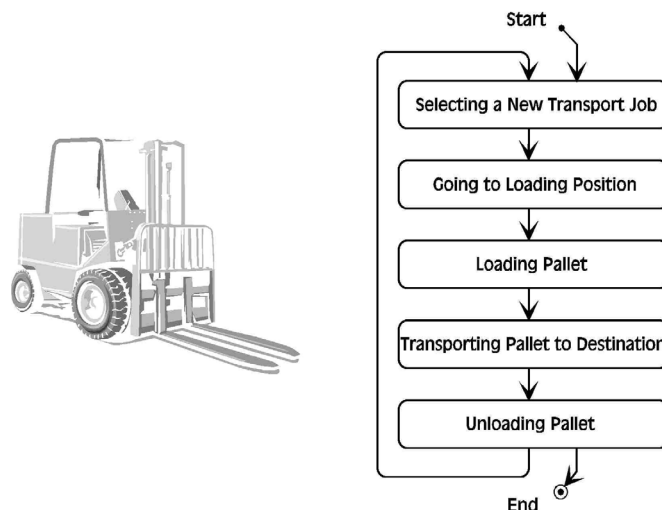 Start
Selecting a New Transport Job
Going to Loading Position
Loading Pallet
Transporting Pallet to Destination
Unloading Pallet
End